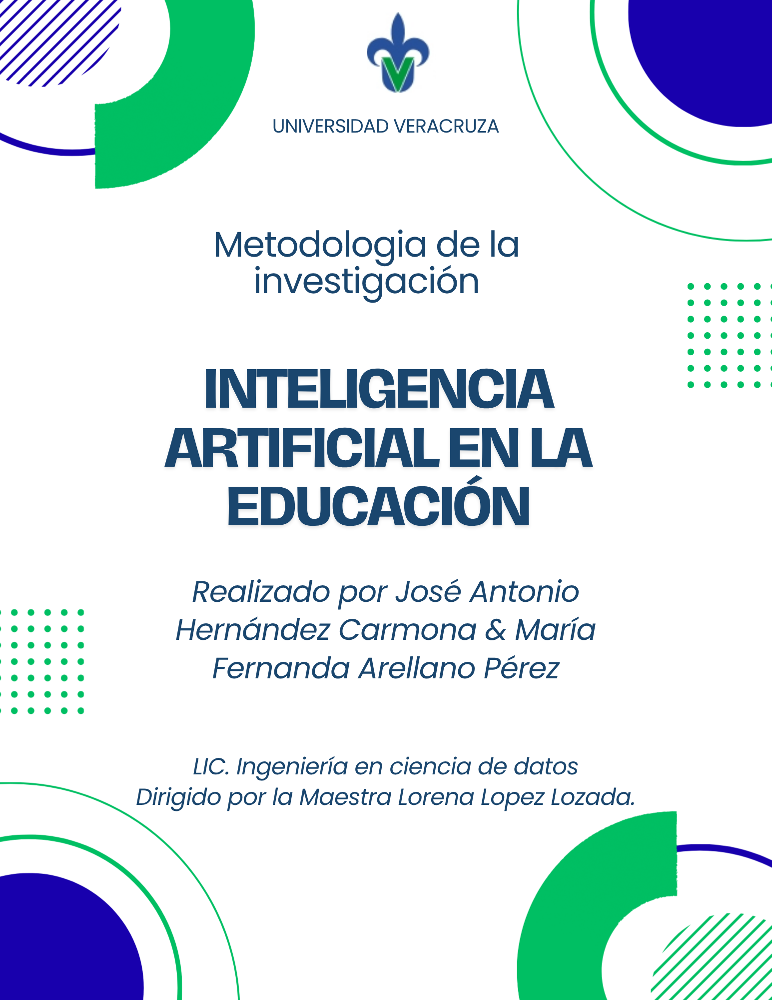 UNIVERSIDAD VERACRUZA
Metodologia de la
investigación
INTELIGENCIA
ARTIFICIAL EN LA
EDUCACIÓN
Realizado por José Antonio
Hernández Carmona & María
Fernanda Arellano Pérez
LIC. Ingeniería en ciencia de datos
Dirigido por la Maestra Lorena Lopez Lozada.